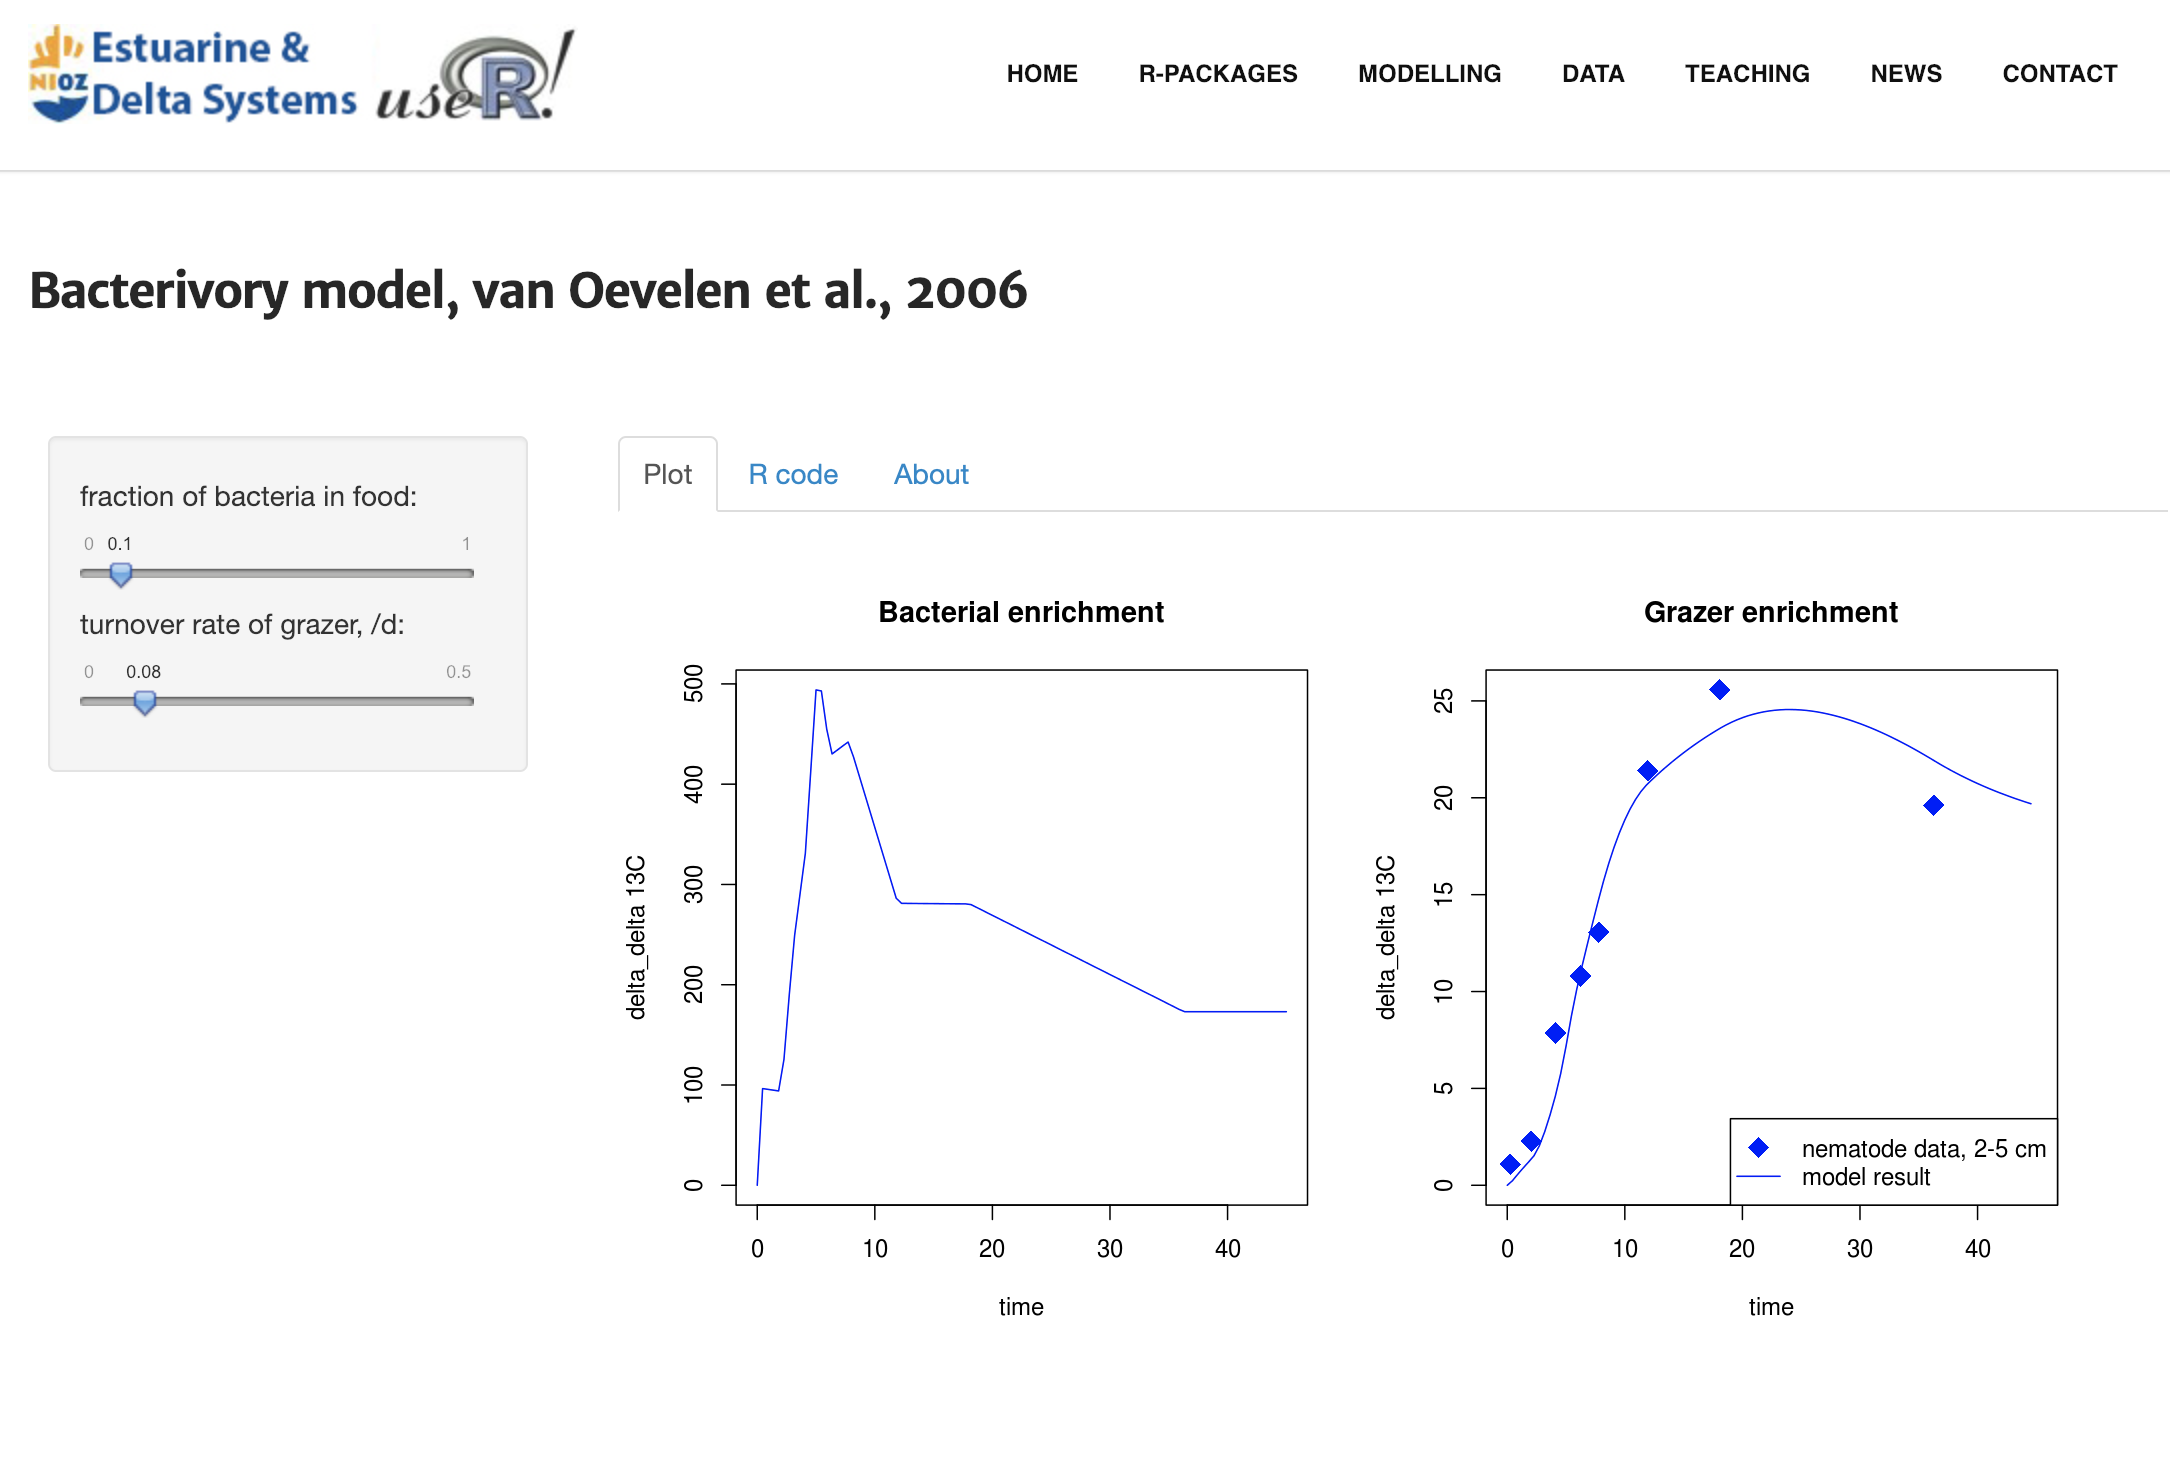 Estuarine &
NIOZ
Delta Systems
useR!
HOME R-PACKAGES MODELLING DATA TEACHING NEWS CONTACT
Bacterivory model, van Oevelen et al., 2006
fraction of bacteria in food:
0 0.1 1
turnover rate of grazer, /d:
0 0.08 0.5
Plot R code About
Bacterial enrichment
delta_delta 13C
500
400
300
200
100
0
0 10 20 30 40
time
Grazer enrichment
delta_delta 13C
25
20
15
10
5
0
nematode data, 2-5 cm
model result
0 10 20 30 40
time